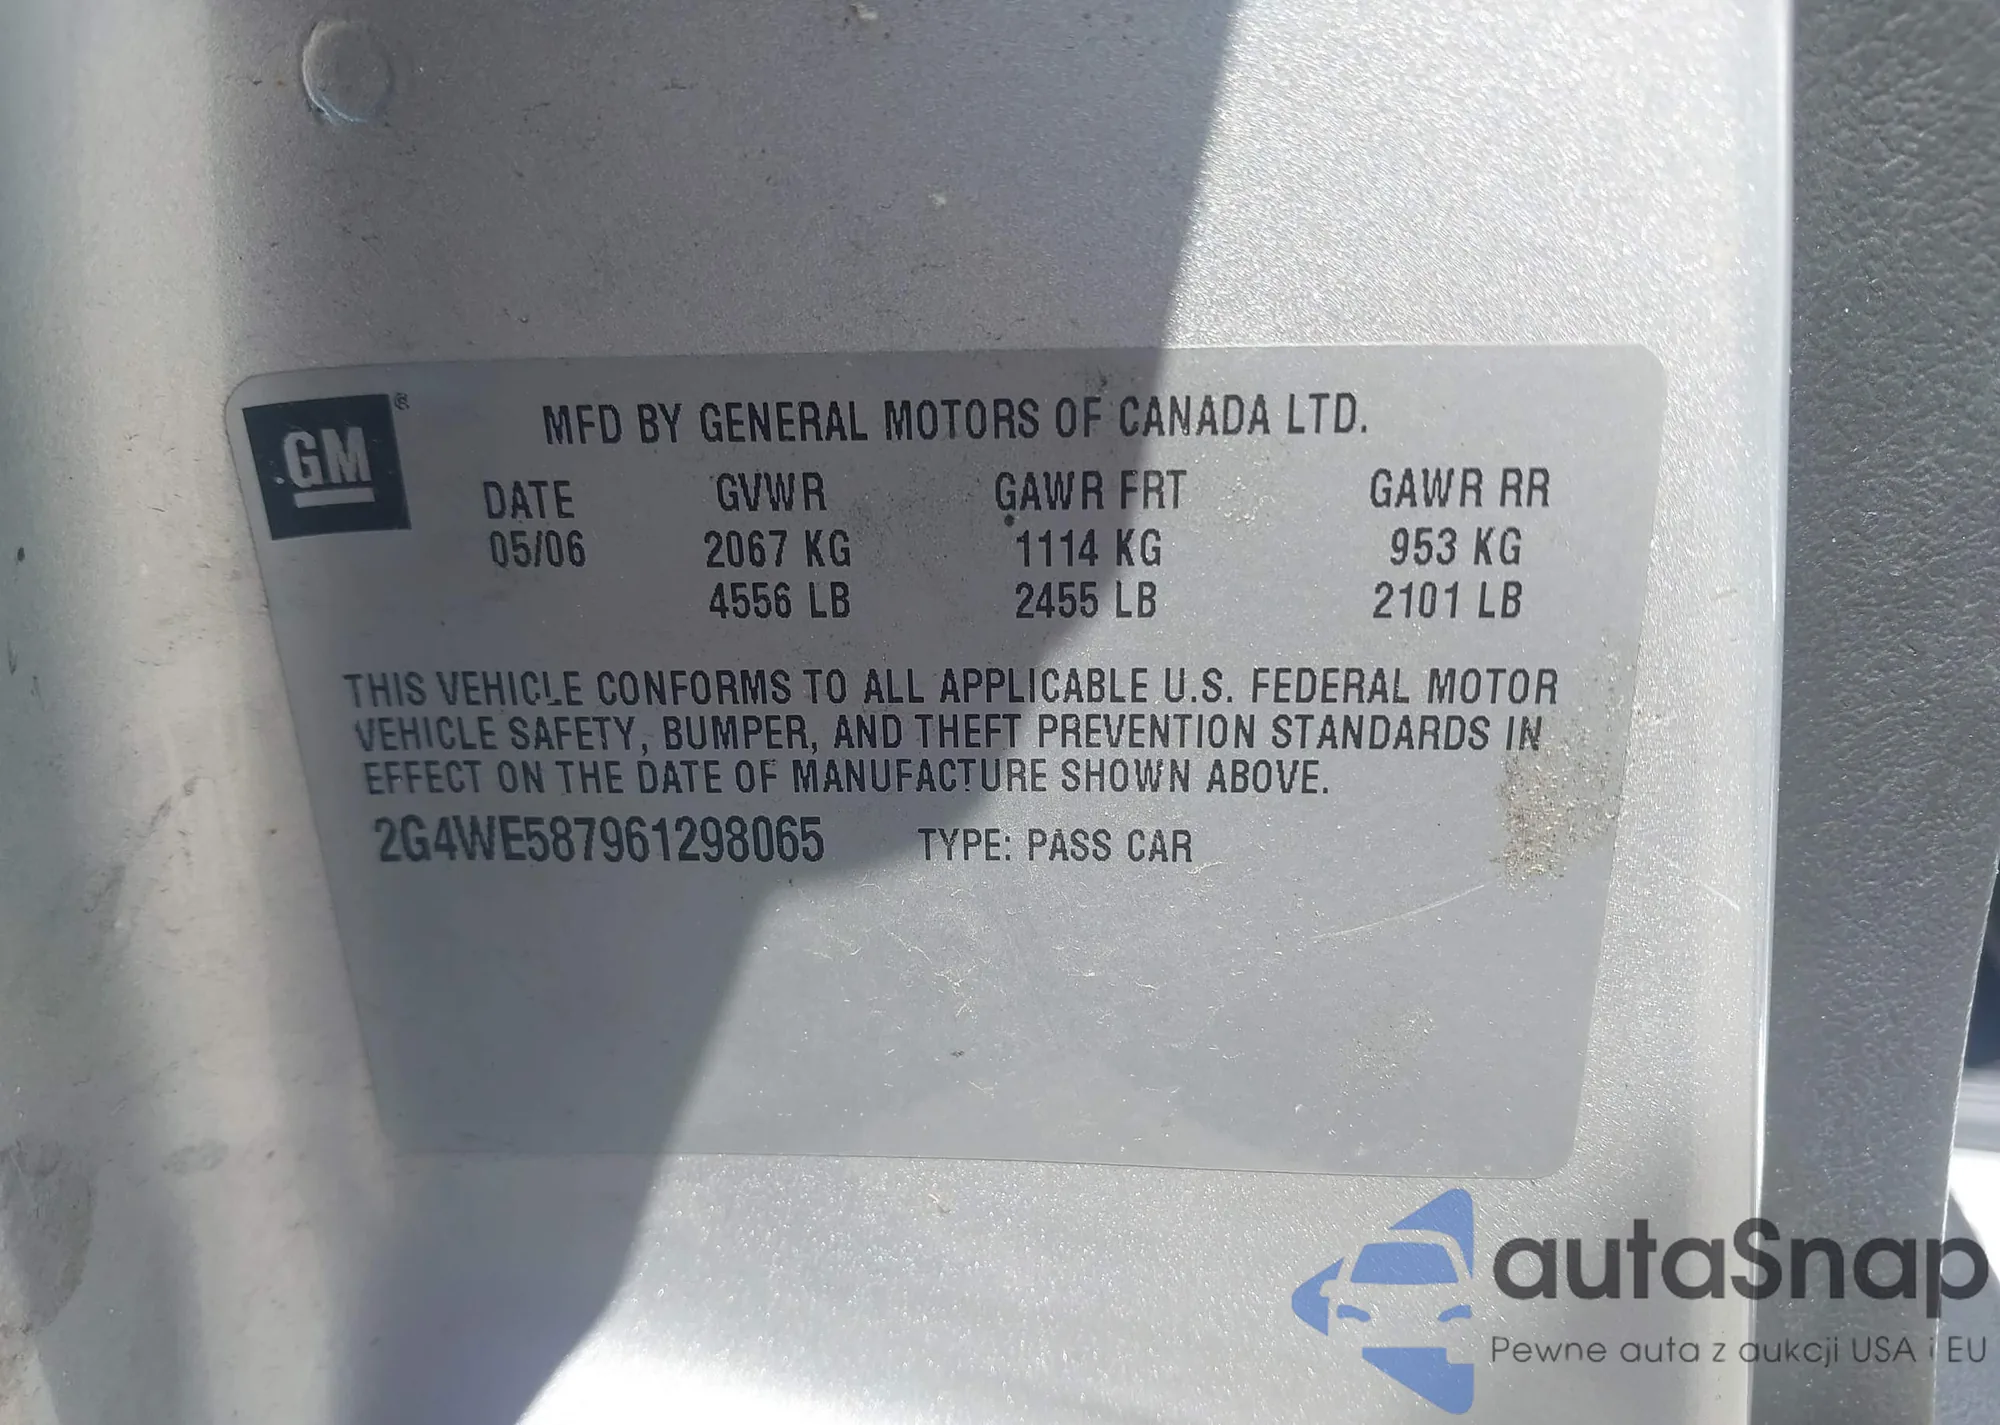 GM ®
MFD BY GENERAL MOTORS OF CANADA LTD.
DATE GVWR GAWR FRT GAWR RR
05/06 2067 KG 1114 KG 953 KG
4556 LB 2455 LB 2101 LB
THIS VEHICLE CONFORMS TO ALL APPLICABLE U.S. FEDERAL MOTOR
VEHICLE SAFETY, BUMPER, AND THEFT PREVENTION STANDARDS IN
EFFECT ON THE DATE OF MANUFACTURE SHOWN ABOVE.
2G4WE587961298065 TYPE: PASS CAR
autaSnap
Pewne auta z aukcji USA i EU